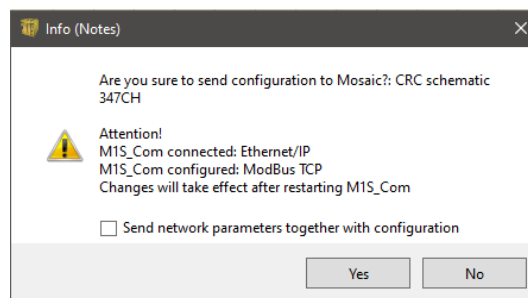 Info (Notes)
Are you sure to send configuration to Mosaic?: CRC schematic
347CH
Attention!
M1S_Com connected: Ethernet/IP
M1S_Com configured: ModBus TCP
Changes will take effect after restarting M1S_Com
Send network parameters together with configuration
Yes
No